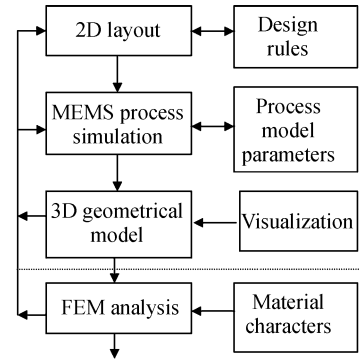 2D layout
Design
rules
MEMS process
simulation
Process
model
parameters
3D geometrical
model
Visualization
FEM analysis
Material
characters